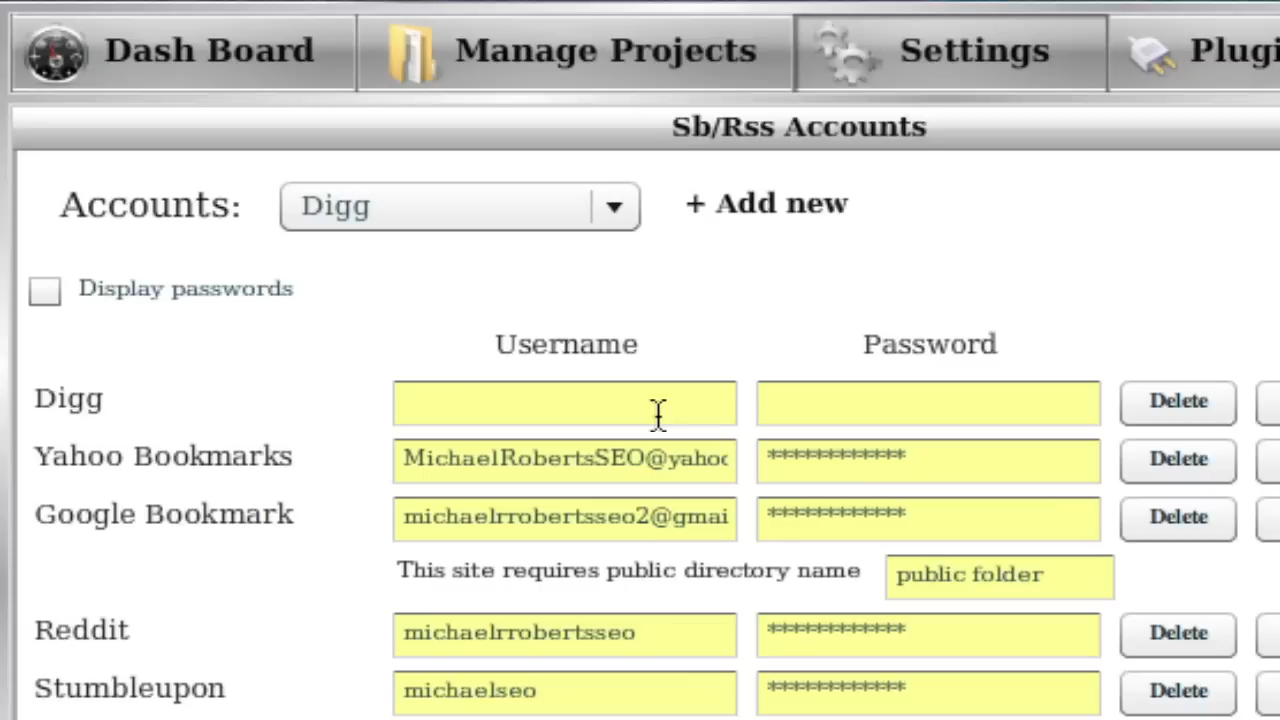 Dash Board Manage Projects Settings
Sb/Rss Accounts
Accounts: Digg + Add new
Display passwords
Username Password
Digg Delete
Yahoo Bookmarks MichaelRobertsSEO@yahoo ************ Delete
Google Bookmark michaelrrobertsseo2@gmai ************ Delete
This site requires public directory name public folder
Reddit michaelrrobertsseo ************ Delete
Stumbleupon michaelseo ************ Delete